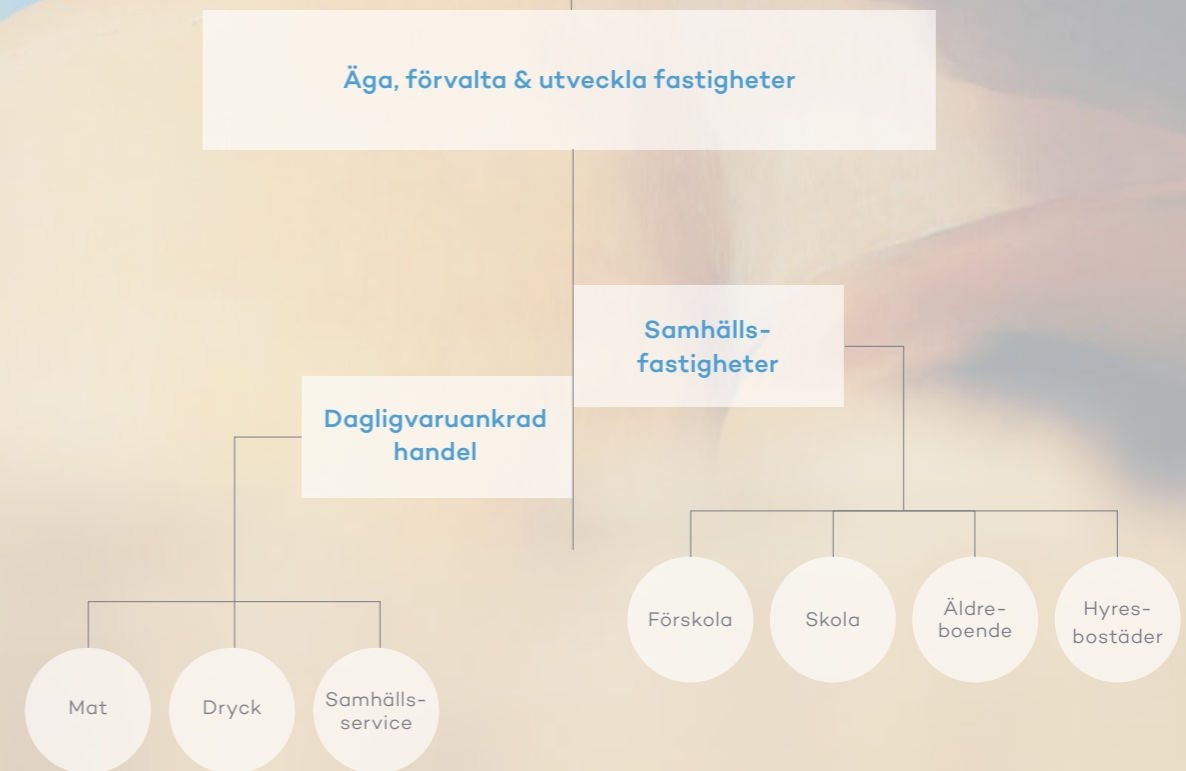 Äga, förvalta & utveckla fastigheter
Samhälls-
fastigheter
Dagligvaruankrad
handel
Förskola
Skola
Äldre-
boende
Hyres-
bostäder
Mat
Dryck
Samhälls-
service